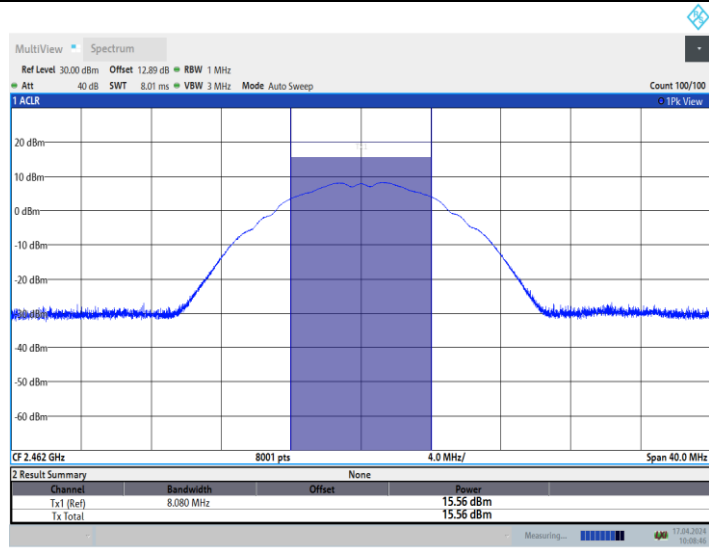 R S
MultiView Spectrum
Ref Level 30.00 dBm Offset 12.89 dB RBW 1 MHz
Att 40 dB SWT 8.01 ms VBW 3 MHz Mode Auto Sweep Count 100/100
1 ACLR 1Pk View
20 dBm
10 dBm
0 dBm
-10 dBm
-20 dBm
-30 dBm
-40 dBm
-50 dBm
-60 dBm
CF 2.462 GHz 8001 pts 4.0 MHz/ Span 40.0 MHz
2 Result Summary None
Channel Bandwidth Offset Power
Tx1 (Ref) 8.080 MHz 15.56 dBm
Tx Total 15.56 dBm
Measuring... 17.04.2024
10:08:46